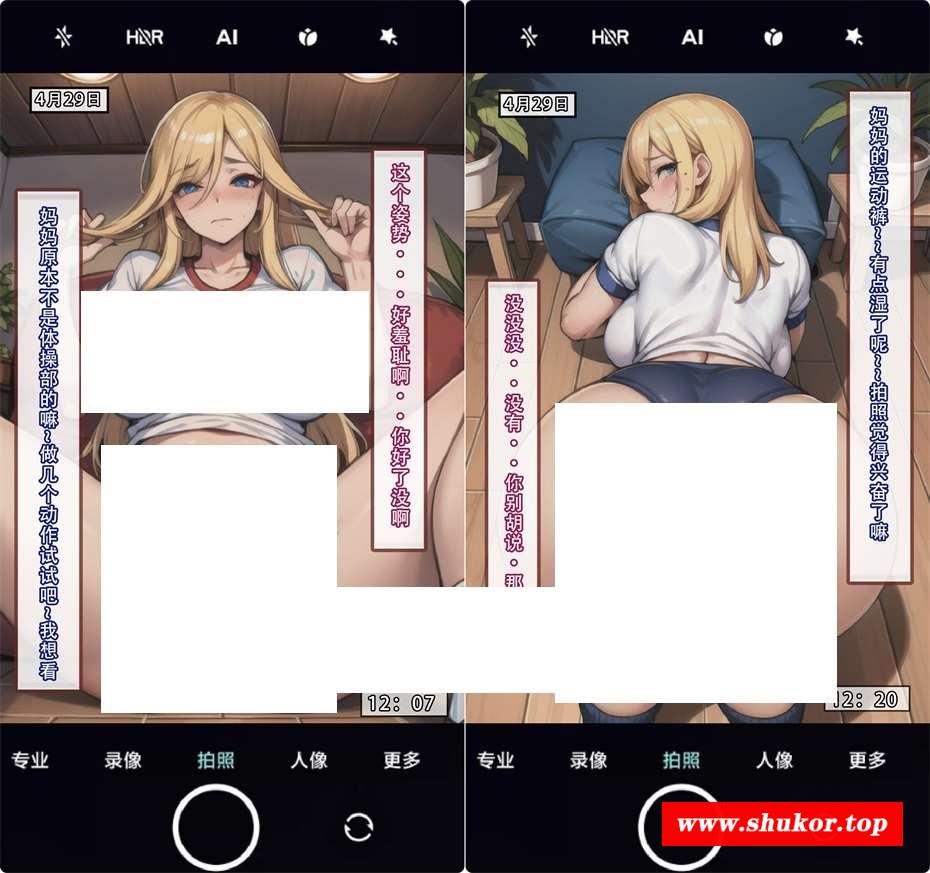 HDR AI
4月29日
这个姿势···好羞耻啊··你好了没啊
妈妈原本不是体操部的嘛~做几个动作试试吧~我想看
12：07
专业 录像 拍照 人像 更多
HDR AI
4月29日
妈妈的运动裤~~有点湿了呢~~拍照觉得兴奋了嘛
没没没··没有··你别胡说·那
12：20
专业 录像 拍照 人像 更多
www.shukor.top